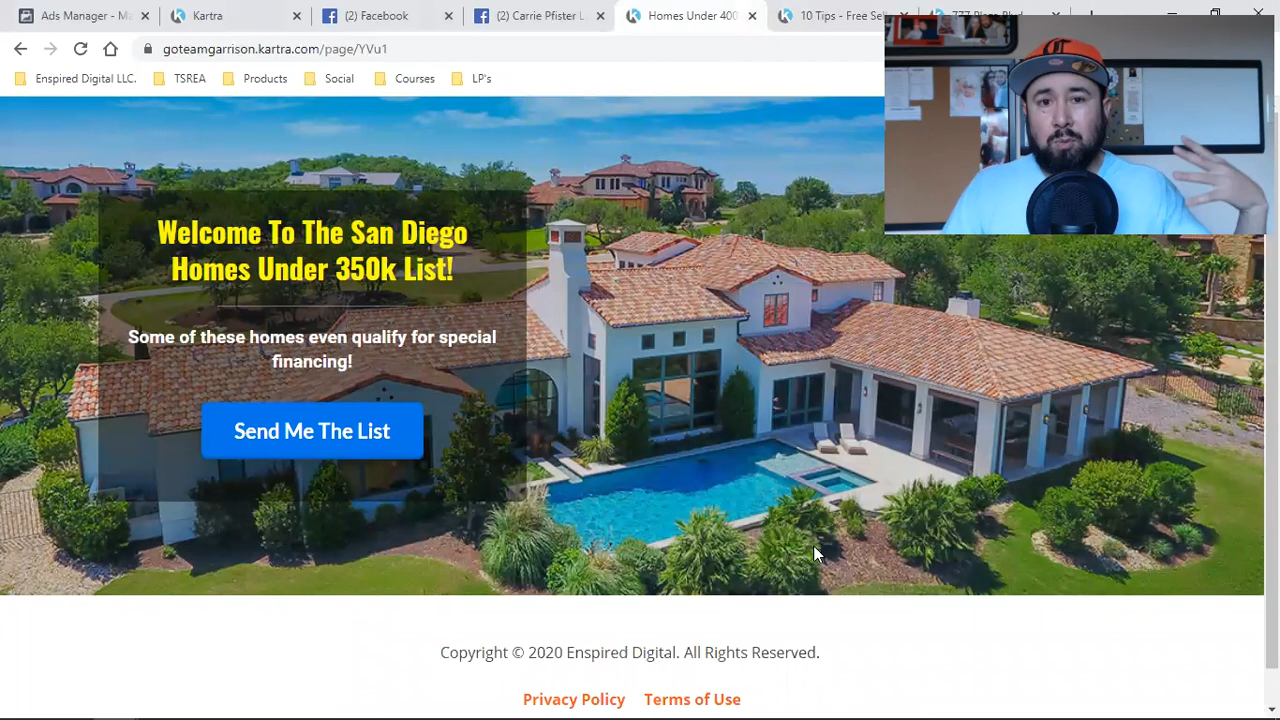 Ads Manager - Ma
Kartra
(2) Facebook
(2) Carrie Pfister L
Homes Under 400
10 Tips - Free Sel
goteamgarrison.kartra.com/page/YVu1
Enspired Digital LLC.
TSREA
Products
Social
Courses
LP's
Welcome To The San Diego
Homes Under 350k List!
Some of these homes even qualify for special
financing!
Send Me The List
Copyright © 2020 Enspired Digital. All Rights Reserved.
Privacy Policy
Terms of Use